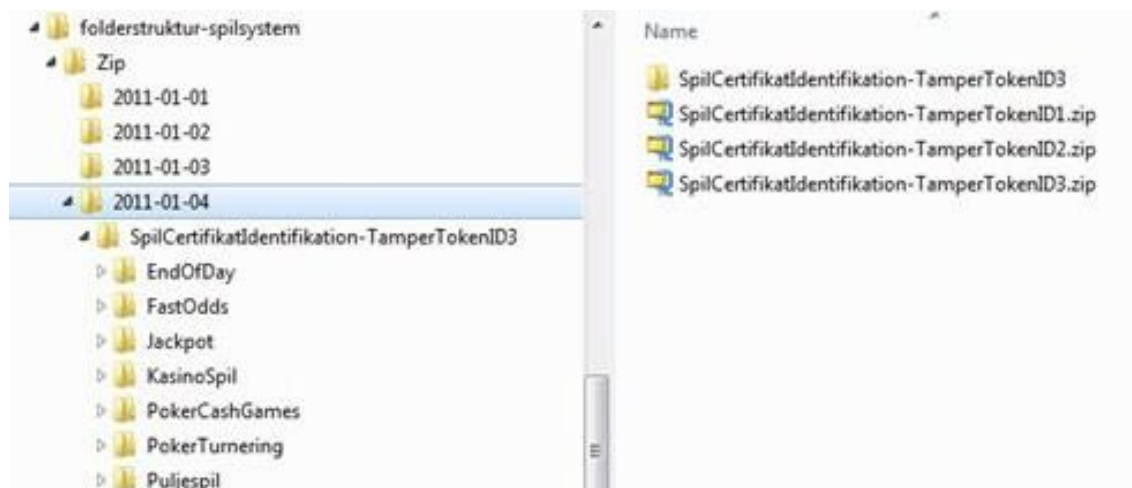 folderstruktur-spilsystem
Zip
2011-01-01
2011-01-02
2011-01-03
2011-01-04
SpilCertifikatIdentifikation-TamperTokenID3
EndOfDay
FastOdds
Jackpot
KasinoSpil
PokerCashGames
PokerTurnering
Puljespil
Name
SpilCertifikatIdentifikation-TamperTokenID3
SpilCertifikatIdentifikation-TamperTokenID1.zip
SpilCertifikatIdentifikation-TamperTokenID2.zip
SpilCertifikatIdentifikation-TamperTokenID3.zip